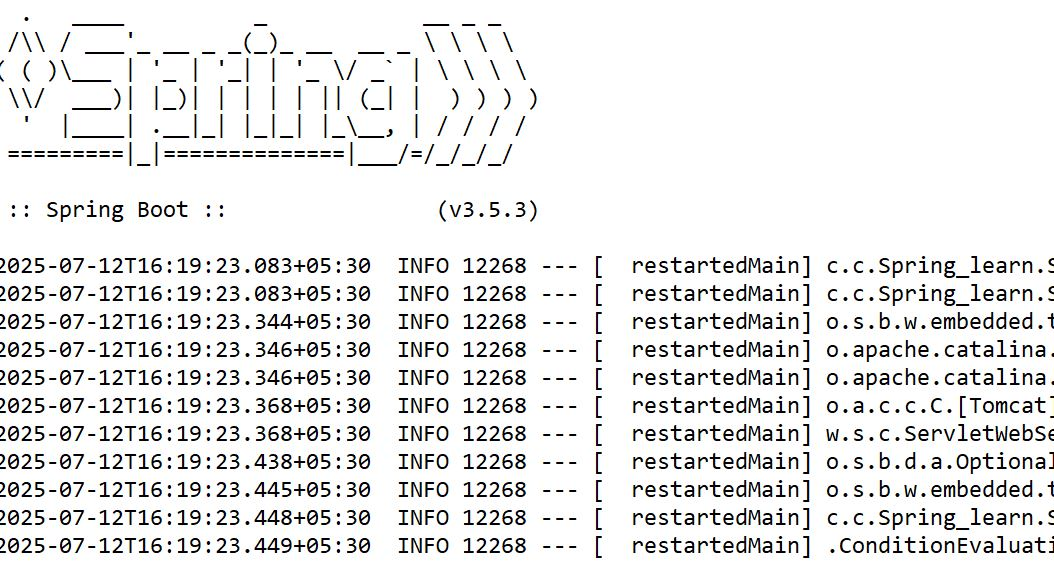 .   ____          _            __ _ _
 /\\ / ___'_ __ _ _(_)_ __  __ _ \ \ \ \
( ( )\___ | '_ | '_| | '_ \/ _` | \ \ \ \
 \\/  ___)| |_)| | | | | || (_| |  ) ) ) )
  '  |____| .__|_| |_|_| |_\__, | / / / /
 =========|_|==============|___/=/_/_/_/
:: Spring Boot ::                (v3.5.3)
2025-07-12T16:19:23.083+05:30  INFO 12268 --- [  restartedMain] c.c.Spring_learn.S
2025-07-12T16:19:23.083+05:30  INFO 12268 --- [  restartedMain] c.c.Spring_learn.S
2025-07-12T16:19:23.344+05:30  INFO 12268 --- [  restartedMain] o.s.b.w.embedded.t
2025-07-12T16:19:23.346+05:30  INFO 12268 --- [  restartedMain] o.apache.catalina.
2025-07-12T16:19:23.346+05:30  INFO 12268 --- [  restartedMain] o.apache.catalina.
2025-07-12T16:19:23.368+05:30  INFO 12268 --- [  restartedMain] o.a.c.c.C.[Tomcat]
2025-07-12T16:19:23.368+05:30  INFO 12268 --- [  restartedMain] w.s.c.ServletWebSe
2025-07-12T16:19:23.438+05:30  INFO 12268 --- [  restartedMain] o.s.b.d.a.Optional
2025-07-12T16:19:23.445+05:30  INFO 12268 --- [  restartedMain] o.s.b.w.embedded.t
2025-07-12T16:19:23.448+05:30  INFO 12268 --- [  restartedMain] c.c.Spring_learn.S
2025-07-12T16:19:23.449+05:30  INFO 12268 --- [  restartedMain] .ConditionEvaluati